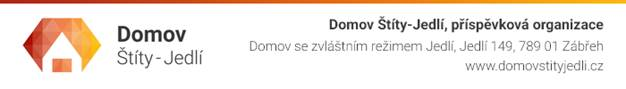 Domov
Štíty-Jedlí
Domov Štíty-Jedlí, příspěvková organizace
Domov se zvláštním režimem Jedlí, Jedlí 149, 789 01 Zábřeh
www.domovstityjedli.cz